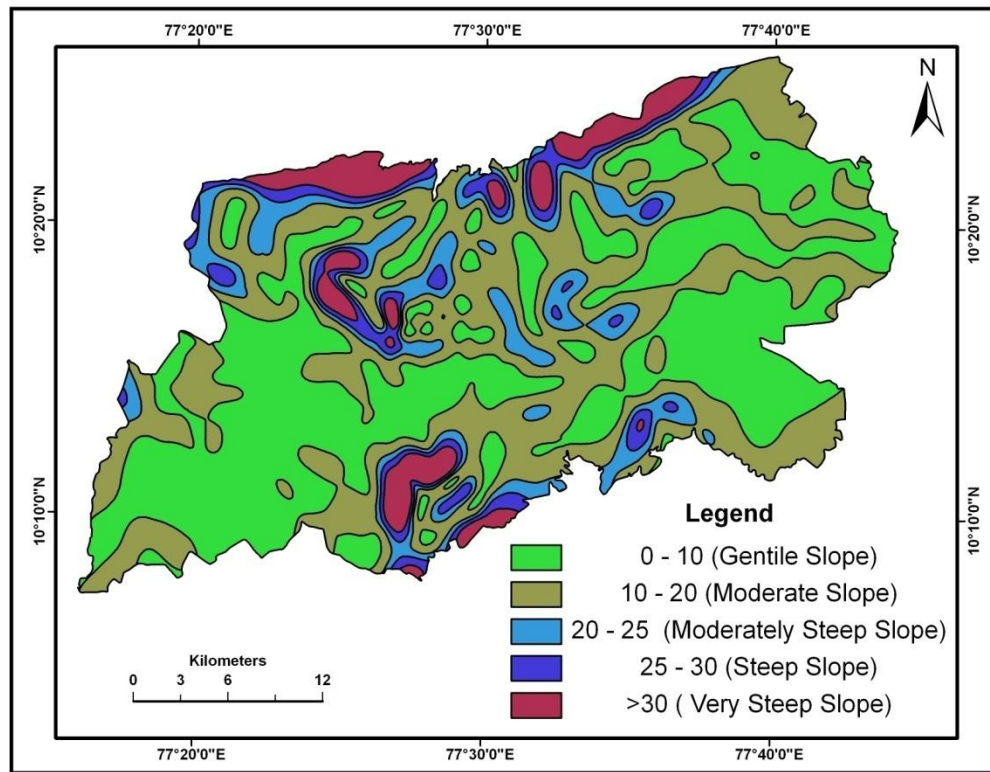 77°20'0"E
77°30'0"E
77°40'0"E
N
10°20'0"N
10°20'0"N
10°10'0"N
10°10'0"N
Legend
0 - 10 (Gentile Slope)
10 - 20 (Moderate Slope)
20 - 25 (Moderately Steep Slope)
25 - 30 (Steep Slope)
>30 ( Very Steep Slope)
Kilometers
0 3 6 12
77°20'0"E
77°30'0"E
77°40'0"E